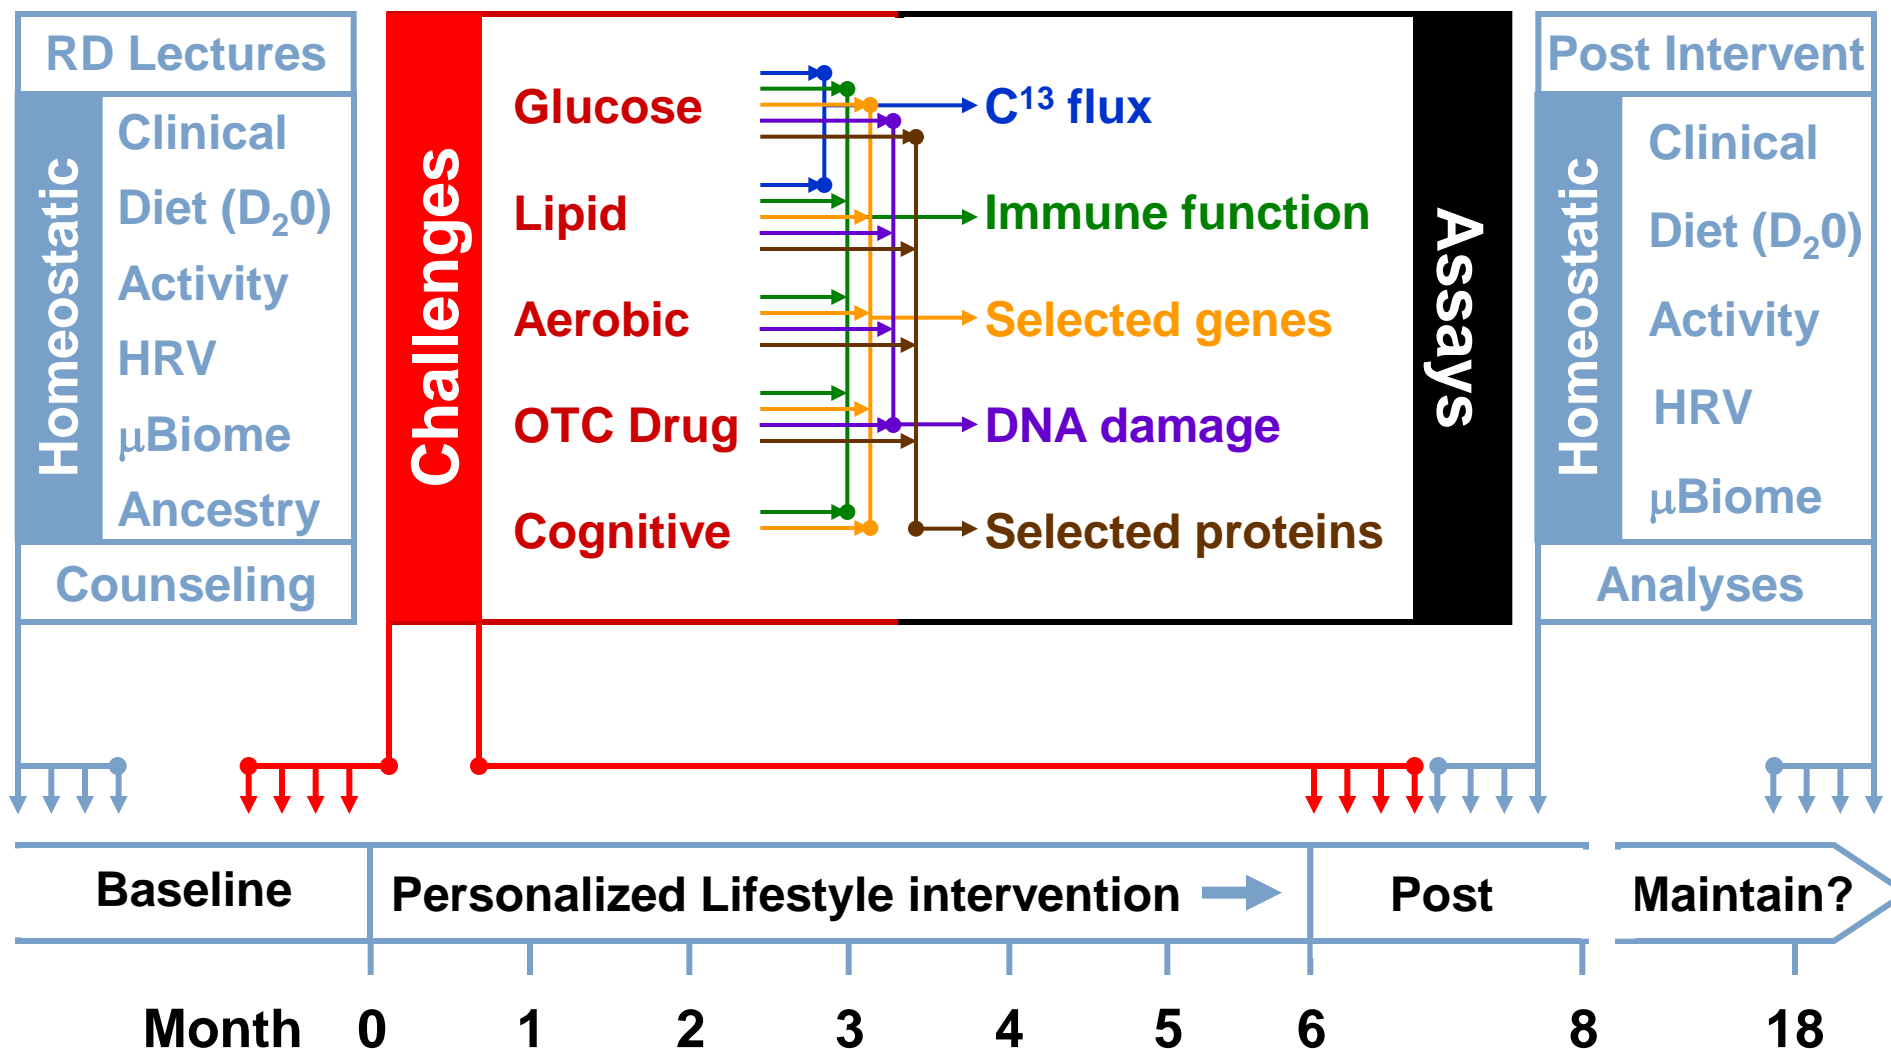 RD Lectures
Homeostatic
Clinical
Diet (D₂0)
Activity
HRV
μBiome
Ancestry
Counseling
Challenges
Glucose
Lipid
Aerobic
OTC Drug
Cognitive
C¹³ flux
Immune function
Selected genes
DNA damage
Selected proteins
Assays
Post Intervent
Homeostatic
Clinical
Diet (D₂0)
Activity
HRV
μBiome
Analyses
Baseline
Personalized Lifestyle intervention
Post
Maintain?
Month 0 1 2 3 4 5 6 8 18